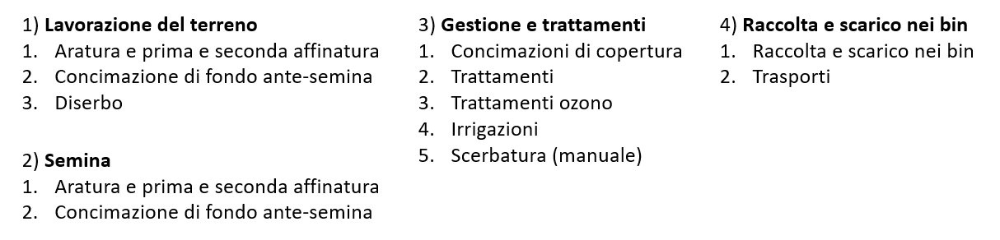 1) Lavorazione del terreno
1. Aratura e prima e seconda affinatura
2. Concimazione di fondo ante-semina
3. Diserbo
2) Semina
1. Aratura e prima e seconda affinatura
2. Concimazione di fondo ante-semina
3) Gestione e trattamenti
1. Concimazioni di copertura
2. Trattamenti
3. Trattamenti ozono
4. Irrigazioni
5. Scerbatura (manuale)
4) Raccolta e scarico nei bin
1. Raccolta e scarico nei bin
2. Trasporti